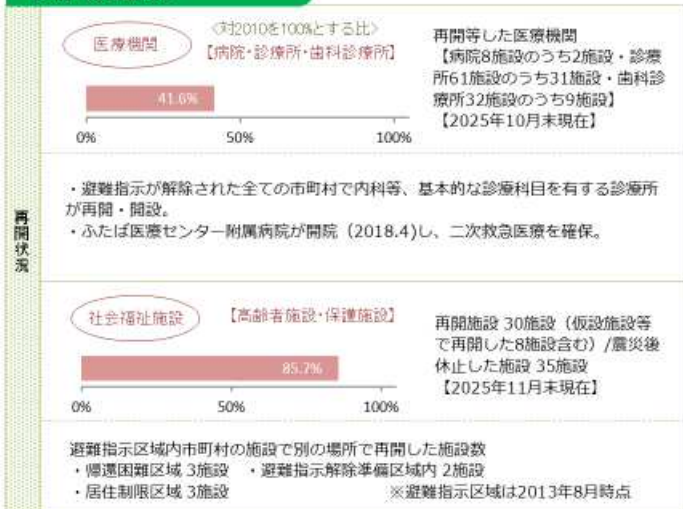 医療機関
〈対2010を100%とする比〉
【病院・診療所・歯科診療所】
41.6%
0%
50%
100%
再開等した医療機関
【病院8施設のうち2施設・診療
所61施設のうち31施設・歯科診
療所32施設のうち9施設】
【2025年10月末現在】
再開状況
・避難指示が解除された全ての市町村で内科等、基本的な診療科目を有する診療所
が再開・開設。
・ふたば医療センター附属病院が開院（2018.4)し、二次救急医療を確保。
社会福祉施設
【高齢者施設・保護施設】
85.7%
0%
50%
100%
再開施設 30施設（仮設施設等
で再開した8施設含む）/震災後
休止した施設 35施設
【2025年11月末現在】
避難指示区域内市町村の施設で別の場所で再開した施設数
・帰還困難区域 3施設 ・避難指示解除準備区域内 2施設
・居住制限区域 3施設 ※避難指示区域は2013年8月時点